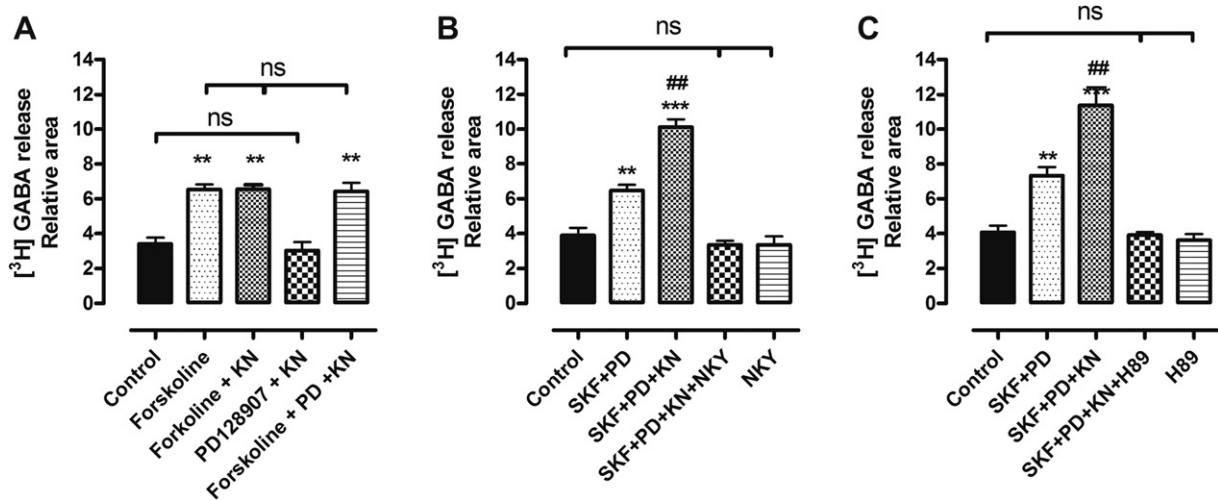 A
[³H] GABA release
Relative area
14
12
10
8
6
4
2
0
ns
ns
**
**
**
Control
Forskoline
Forkoline + KN
PD128907 + KN
Forskoline + PD +KN
B
[³H] GABA release
Relative area
14
12
10
8
6
4
2
0
ns
**
##
***
Control
SKF+PD
SKF+PD+KN
SKF+PD+KN+NKY
NKY
C
[³H] GABA release
Relative area
14
12
10
8
6
4
2
0
ns
**
##
***
Control
SKF+PD
SKF+PD+KN
SKF+PD+KN+H89
H89